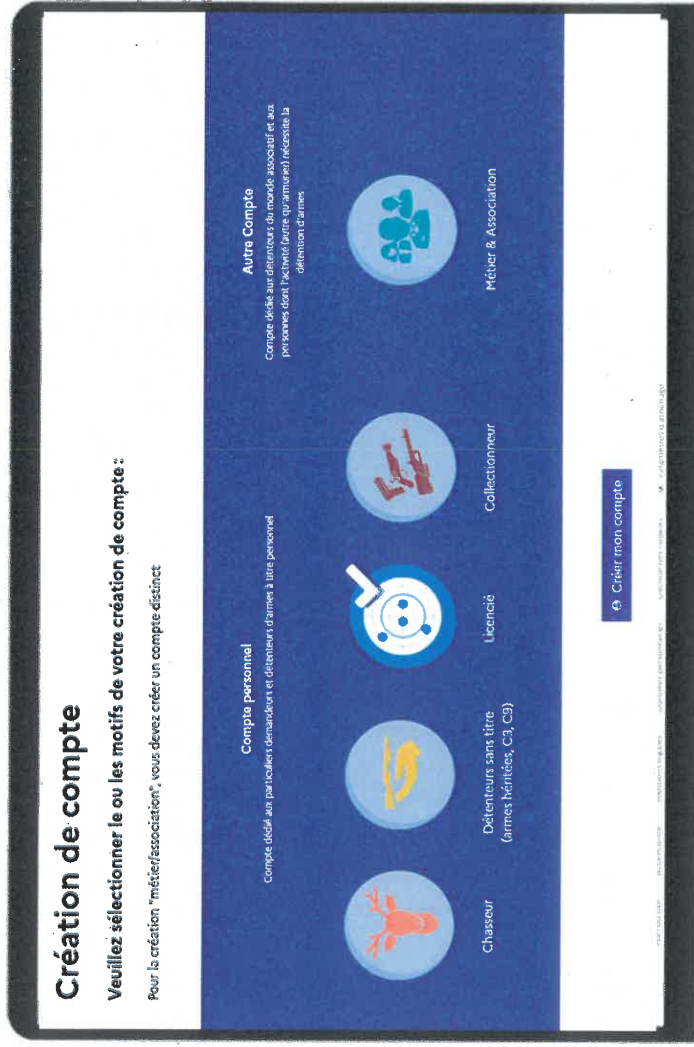 Création de compte
Veuillez sélectionner le ou les motifs de votre création de compte :
Pour la création "métier/association", vous devez créer un compte distinct
Compte personnel
Compte dédié aux particuliers demandeurs et détenteurs d'armes à titre personnel
Chasseur
Détenteurs sans titre
(armes héritées, C3, C9)
Licencié
Collectionneur
Autre Compte
Compte dédié aux détenteurs du monde associatif et aux
personnes dont l'activité (autre qu'armurier) nécessite la
détention d'armes
Métier & Association
Créer mon compte